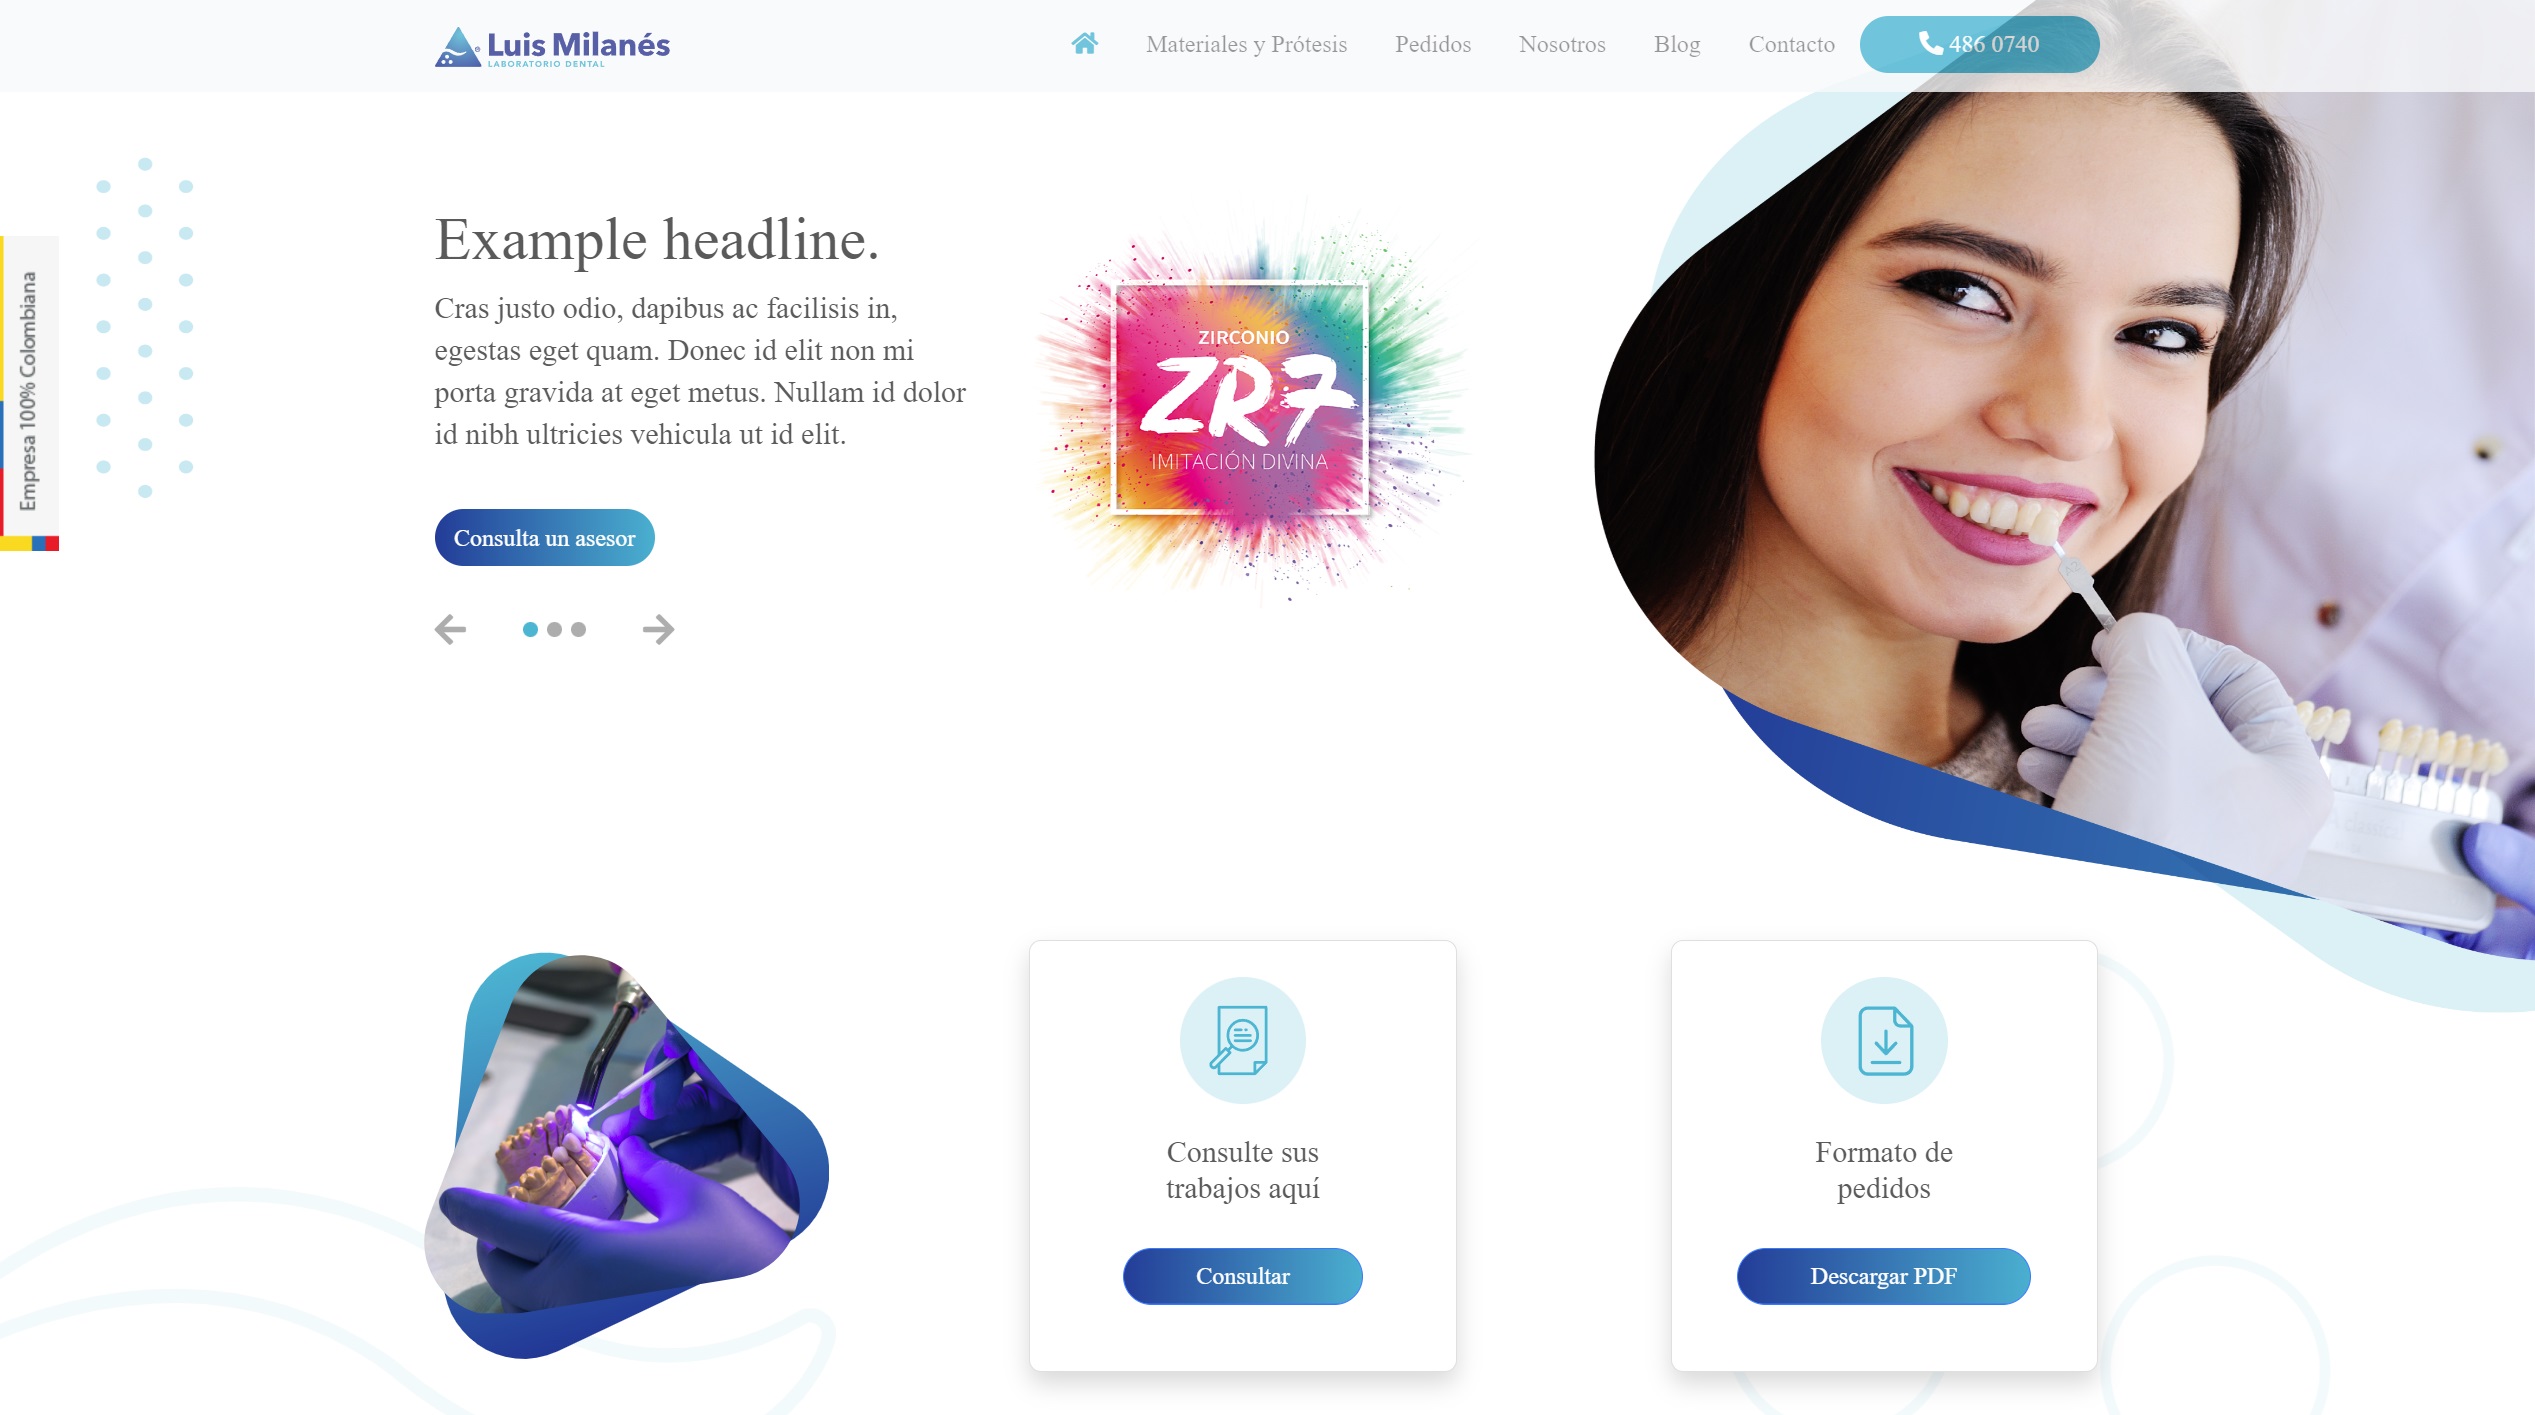 Luis Milanés
LABORATORIO DENTAL
Materiales y Prótesis
Pedidos
Nosotros
Blog
Contacto
486 0740
Empresa 100% Colombiana
Example headline.
Cras justo odio, dapibus ac facilisis in,
egestas eget quam. Donec id elit non mi
porta gravida at eget metus. Nullam id dolor
id nibh ultricies vehicula ut id elit.
Consulta un asesor
ZIRCONIO
ZR7
IMITACIÓN DIVINA
Consulte sus
trabajos aquí
Consultar
Formato de
pedidos
Descargar PDF